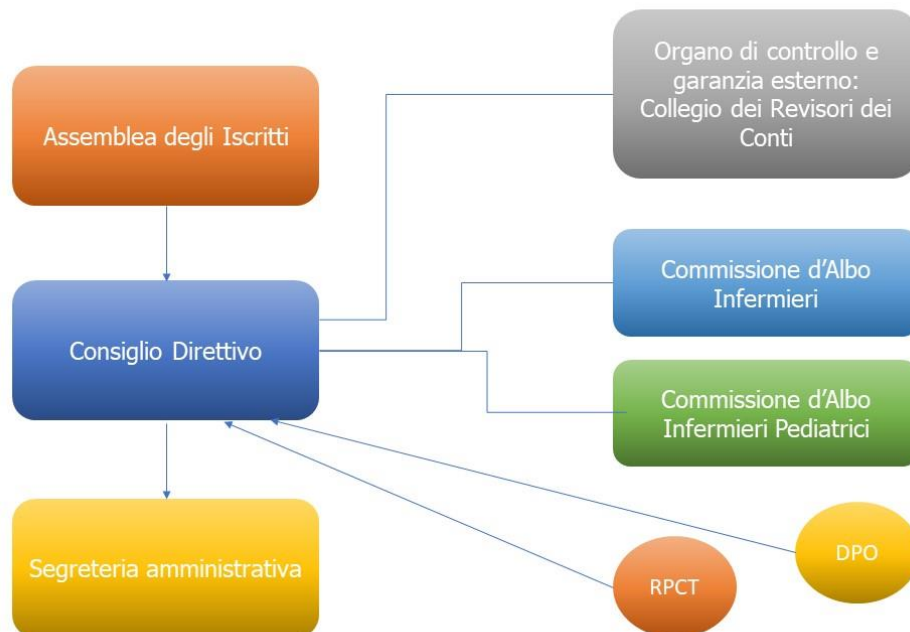 Organo di controllo e
garanzia esterno:
Collegio dei Revisori dei
Conti
Assemblea degli Iscritti
Commissione d'Albo
Infermieri
Consiglio Direttivo
Commissione d'Albo
Infermieri Pediatrici
Segreteria amministrativa
DPO
RPCT